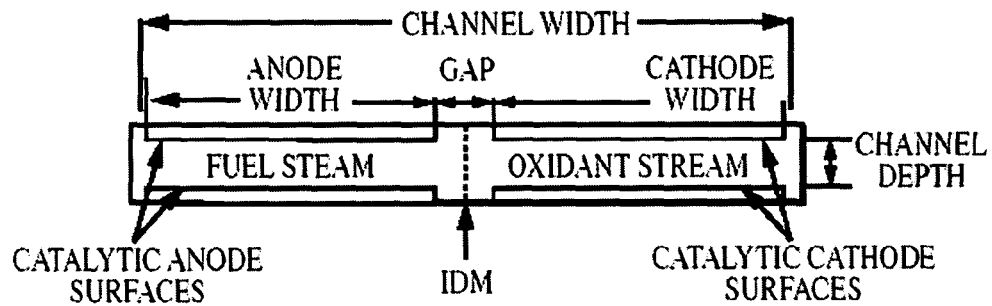 CHANNEL WIDTH
ANODE WIDTH
GAP
CATHODE WIDTH
FUEL STEAM
OXIDANT STREAM
CHANNEL DEPTH
CATALYTIC ANODE SURFACES
IDM
CATALYTIC CATHODE SURFACES